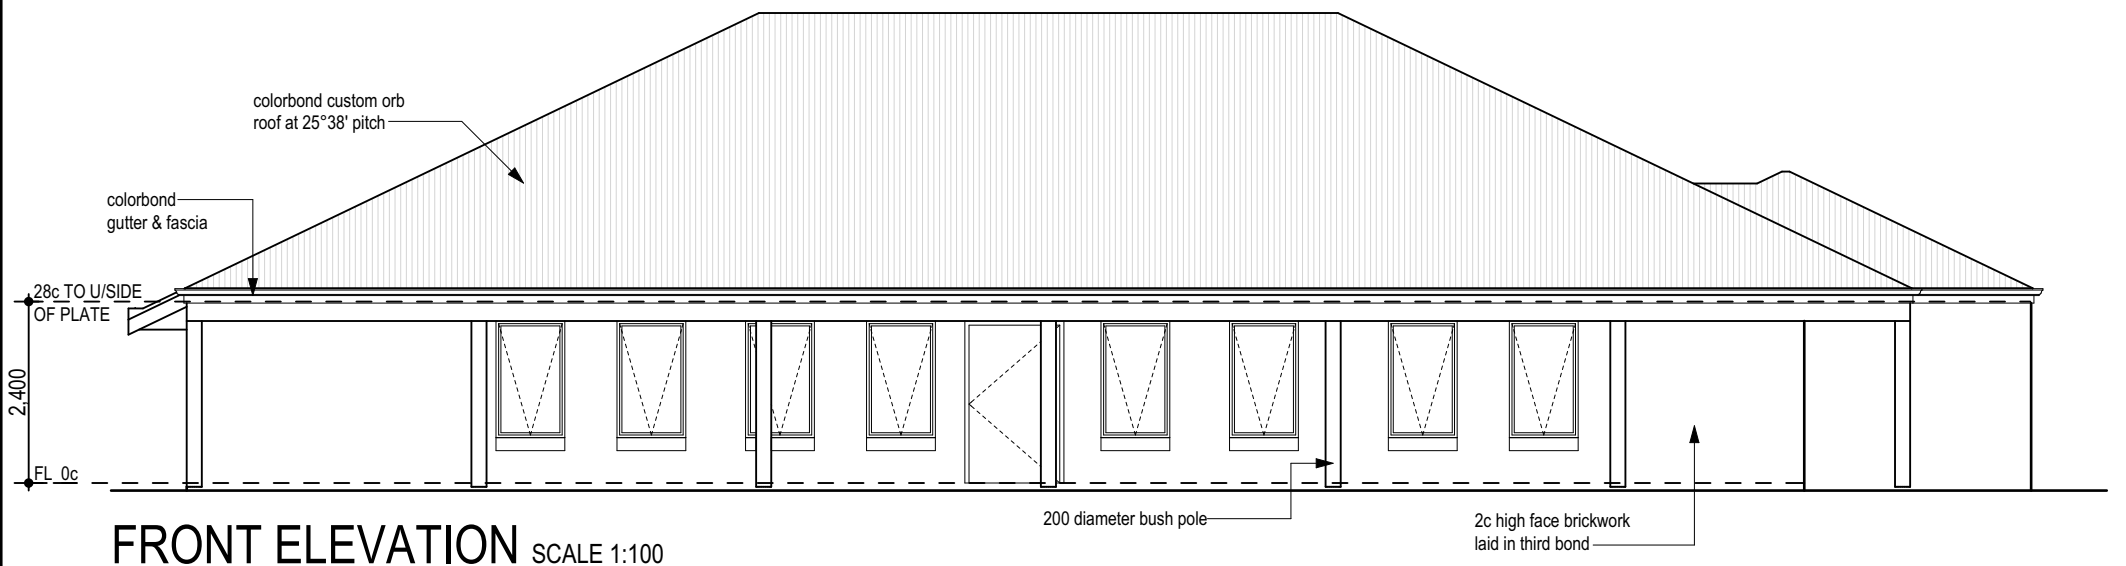 colorbond custom orb
roof at 25°38' pitch
colorbond
gutter & fascia
28c TO U/SIDE
OF PLATE
2,400
FL 0c
200 diameter bush pole
2c high face brickwork
laid in third bond
FRONT ELEVATION SCALE 1:100